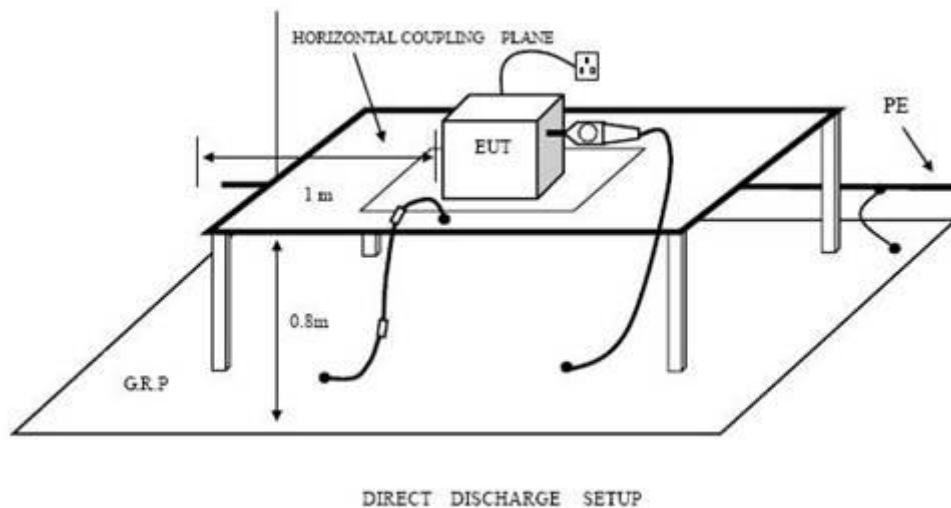 HORIZONTAL COUPLING PLANE
PE
EUT
1 m
0.8m
G.R.P
DIRECT DISCHARGE SETUP